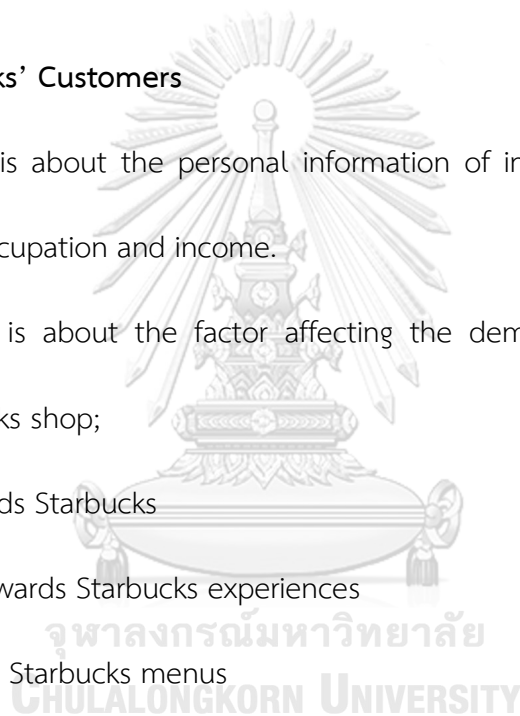 ks' Customers
is about the personal information of in
cupation and income.
is about the factor affecting the dem
ks shop;
ds Starbucks
wards Starbucks experiences
จุฬาลงกรณ์มหาวิทยาลัย
Starbucks menus
CHULALONGKORN UNIVERSITY